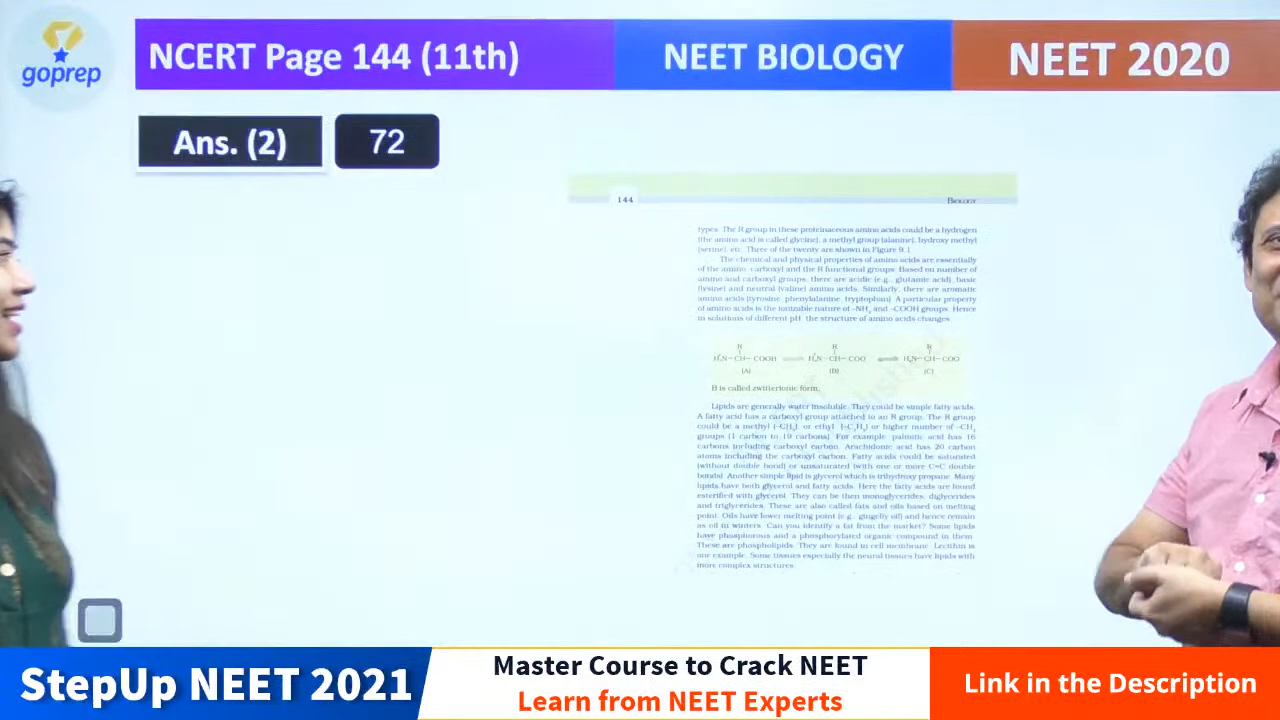 goprep
NCERT Page 144 (11th)
NEET BIOLOGY
NEET 2020
Ans. (2)
72
144
BIOLOGY
types. The R group in these proteinaceous amino acids could be a hydrogen
(the amino acid is called glycine), a methyl group (alanine), hydroxy methyl
(serine), etc. Three of the twenty are shown in Figure 9.1.
The chemical and physical properties of amino acids are essentially
of the amino, carboxyl and the R functional groups. Based on number of
amino and carboxyl groups, there are acidic (e.g., glutamic acid), basic
(lysine) and neutral (valine) amino acids. Similarly, there are aromatic
amino acids (tyrosine, phenylalanine, tryptophan). A particular property
of amino acids is the ionizable nature of –NH₂ and –COOH groups. Hence
in solutions of different pH, the structure of amino acids changes.
R R R
H₃N – CH – COOH H₃N – CH – COO H₂N – CH – COO
(A) (B) (C)
B is called zwitterionic form.
Lipids are generally water insoluble. They could be simple fatty acids.
A fatty acid has a carboxyl group attached to an R group. The R group
could be a methyl (–CH₃), or ethyl (–C₂H₅) or higher number of –CH₂
groups (1 carbon to 19 carbons). For example, palmitic acid has 16
carbons including carboxyl carbon. Arachidonic acid has 20 carbon
atoms including the carboxyl carbon. Fatty acids could be saturated
(without double bond) or unsaturated (with one or more C=C double
bonds). Another simple lipid is glycerol which is trihydroxy propane. Many
lipids have both glycerol and fatty acids. Here the fatty acids are found
esterified with glycerol. They can be then monoglycerides, diglycerides
and triglycerides. These are also called fats and oils based on melting
point. Oils have lower melting point (e.g., gingelly oil) and hence remain
as oil in winters. Can you identify a fat from the market? Some lipids
have phosphorous and a phosphorylated organic compound in them.
These are phospholipids. They are found in cell membrane. Lecithin is
one example. Some tissues especially the neural tissues have lipids with
more complex structures.
StepUp NEET 2021
Master Course to Crack NEET
Learn from NEET Experts
Link in the Description